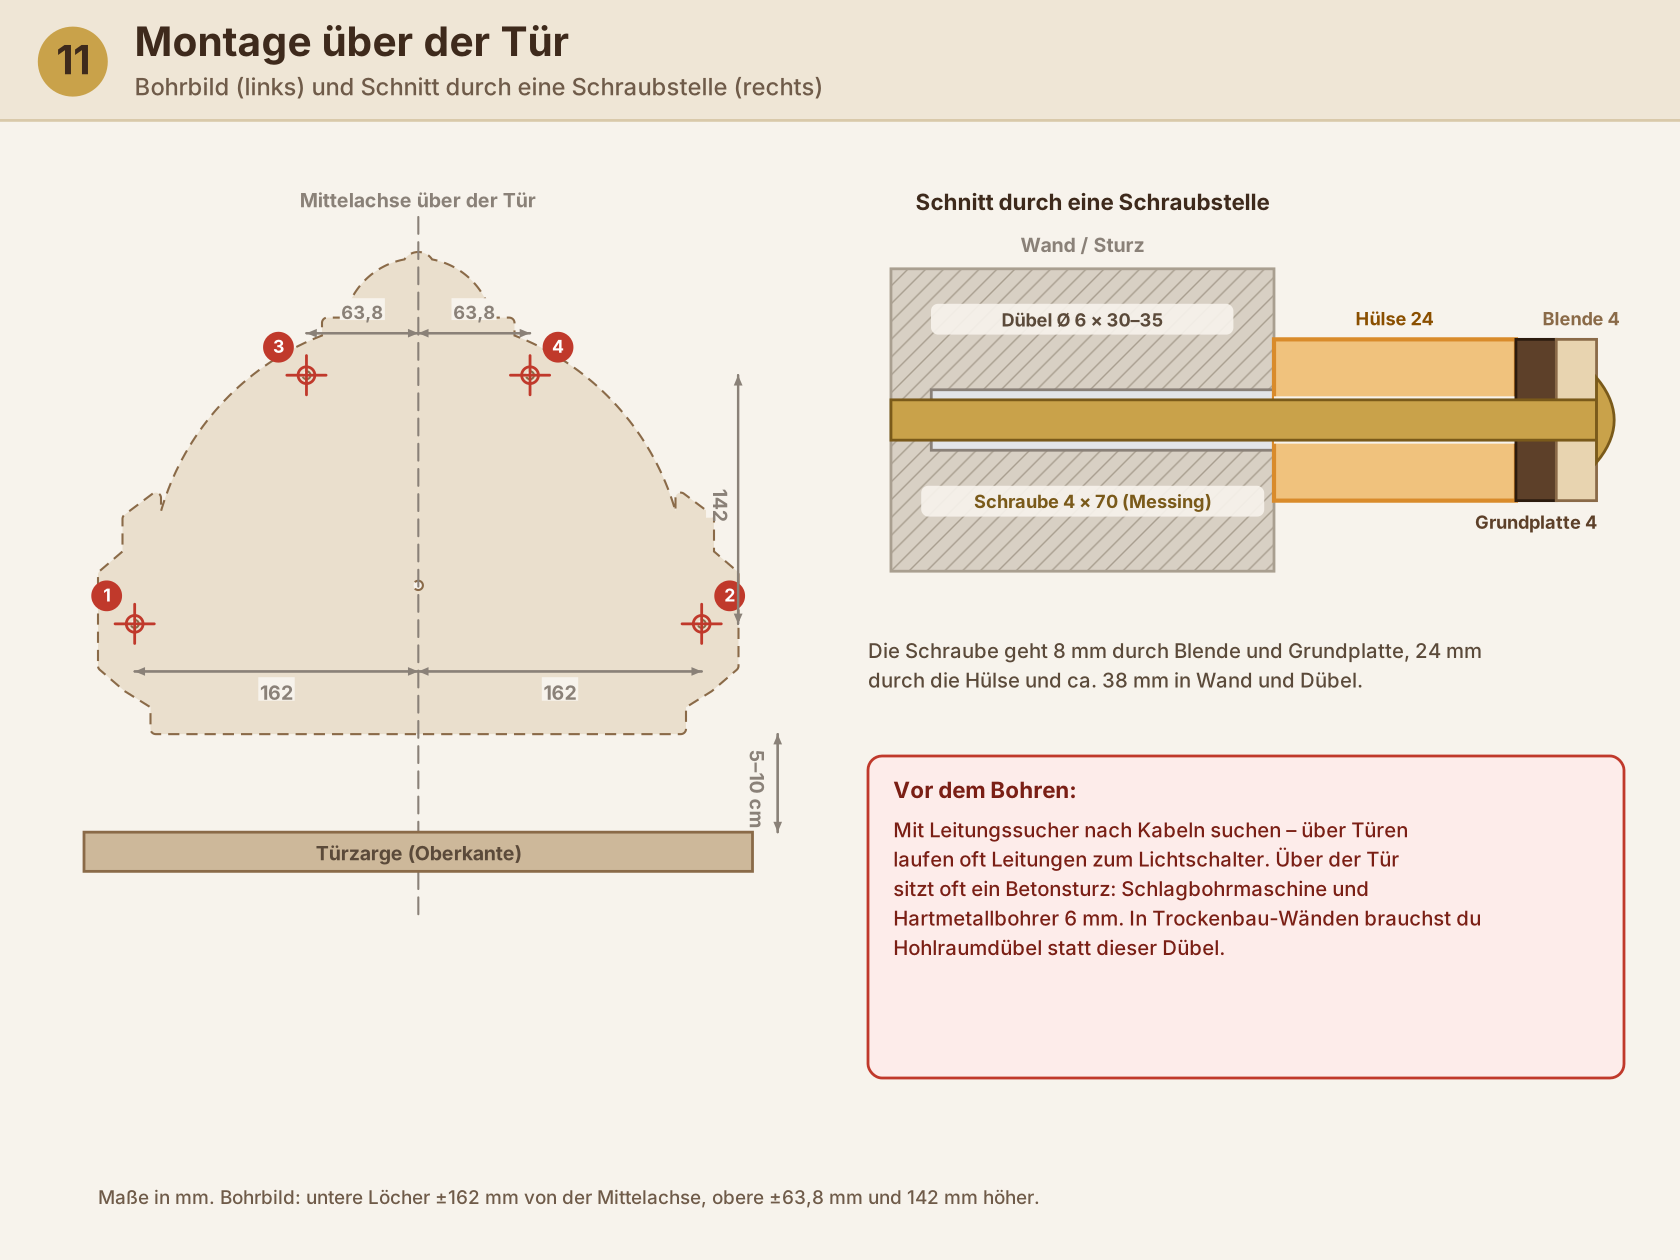 11
Montage über der Tür
Bohrbild (links) und Schnitt durch eine Schraubstelle (rechts)
Mittelachse über der Tür
63,8
63,8
3
4
142
1
2
162
162
5–10 cm
Türzarge (Oberkante)
Schnitt durch eine Schraubstelle
Wand / Sturz
Dübel Ø 6 × 30–35
Hülse 24
Blende 4
Schraube 4 × 70 (Messing)
Grundplatte 4
Die Schraube geht 8 mm durch Blende und Grundplatte, 24 mm
durch die Hülse und ca. 38 mm in Wand und Dübel.
Vor dem Bohren:
Mit Leitungssucher nach Kabeln suchen – über Türen
laufen oft Leitungen zum Lichtschalter. Über der Tür
sitzt oft ein Betonsturz: Schlagbohrmaschine und
Hartmetallbohrer 6 mm. In Trockenbau-Wänden brauchst du
Hohlraumdübel statt dieser Dübel.
Maße in mm. Bohrbild: untere Löcher ±162 mm von der Mittelachse, obere ±63,8 mm und 142 mm höher.